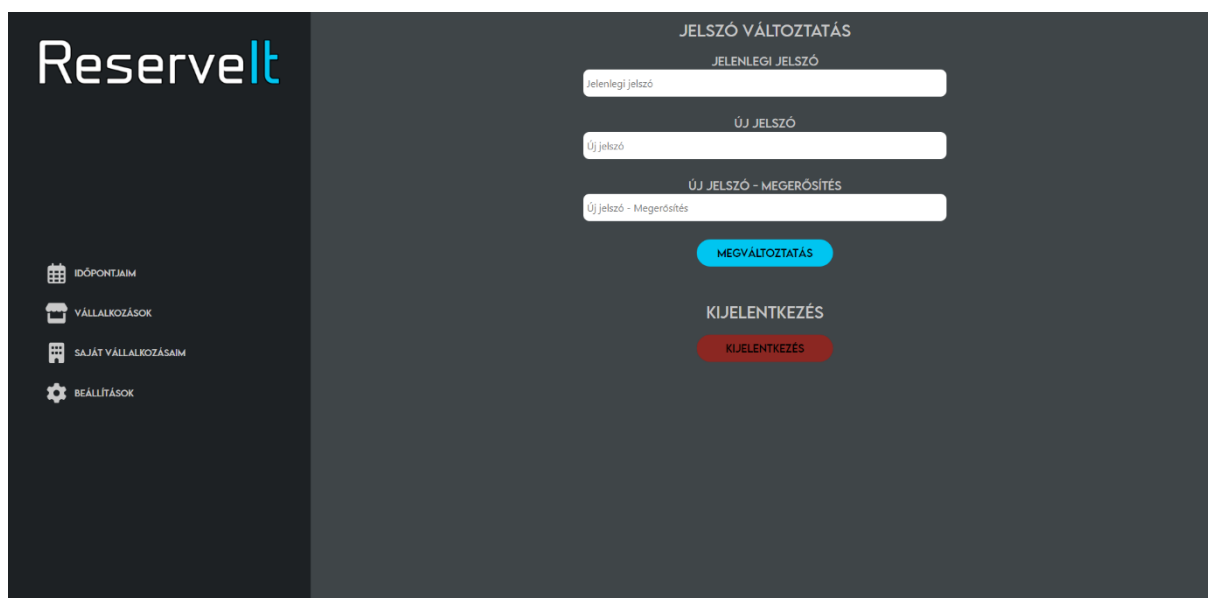 ReserveIt
IDŐPONTJAIM
VÁLLALKOZÁSOK
SAJÁT VÁLLALKOZÁSAIM
BEÁLLÍTÁSOK
JELSZÓ VÁLTOZTATÁS
JELENLEGI JELSZÓ
Jelenlegi jelszó
ÚJ JELSZÓ
Új jelszó
ÚJ JELSZÓ - MEGERŐSÍTÉS
Új jelszó - Megerősítés
MEGVÁLTOZTATÁS
KIJELENTKEZÉS
KIJELENTKEZÉS